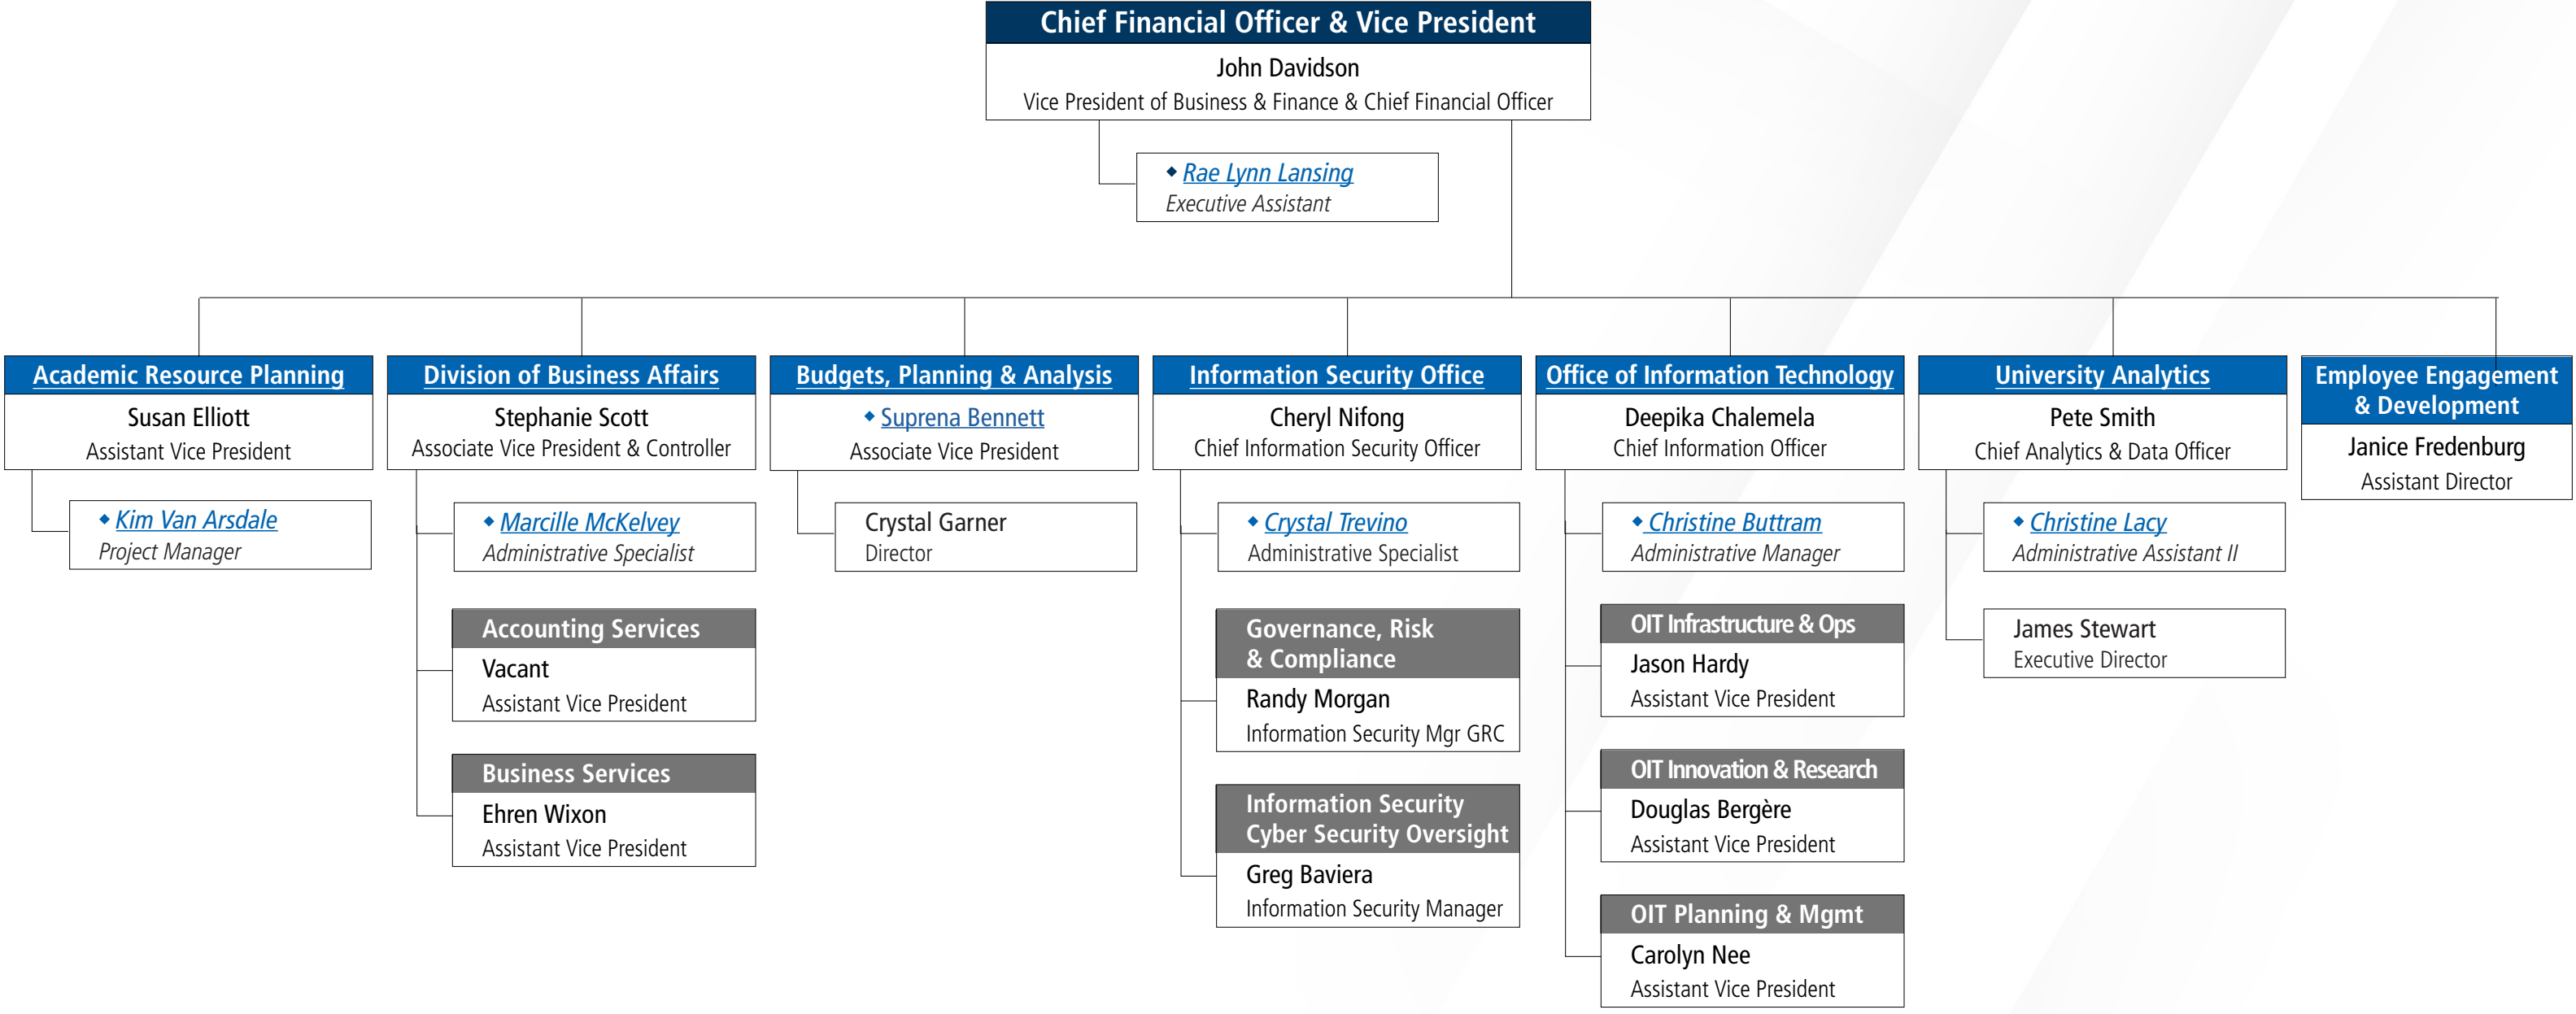 Chief Financial Officer & Vice President
John Davidson
Vice President of Business & Finance & Chief Financial Officer
◆ Rae Lynn Lansing
Executive Assistant
Academic Resource Planning
Susan Elliott
Assistant Vice President
◆ Kim Van Arsdale
Project Manager
Division of Business Affairs
Stephanie Scott
Associate Vice President & Controller
◆ Marcille McKelvey
Administrative Specialist
Accounting Services
Vacant
Assistant Vice President
Business Services
Ehren Wixon
Assistant Vice President
Budgets, Planning & Analysis
◆ Suprena Bennett
Associate Vice President
Crystal Garner
Director
Information Security Office
Cheryl Nifong
Chief Information Security Officer
◆ Crystal Trevino
Administrative Specialist
Governance, Risk
& Compliance
Randy Morgan
Information Security Mgr GRC
Information Security
Cyber Security Oversight
Greg Baviera
Information Security Manager
Office of Information Technology
Deepika Chalemela
Chief Information Officer
◆ Christine Buttram
Administrative Manager
OIT Infrastructure & Ops
Jason Hardy
Assistant Vice President
OIT Innovation & Research
Douglas Bergère
Assistant Vice President
OIT Planning & Mgmt
Carolyn Nee
Assistant Vice President
University Analytics
Pete Smith
Chief Analytics & Data Officer
◆ Christine Lacy
Administrative Assistant II
James Stewart
Executive Director
Employee Engagement
& Development
Janice Fredenburg
Assistant Director